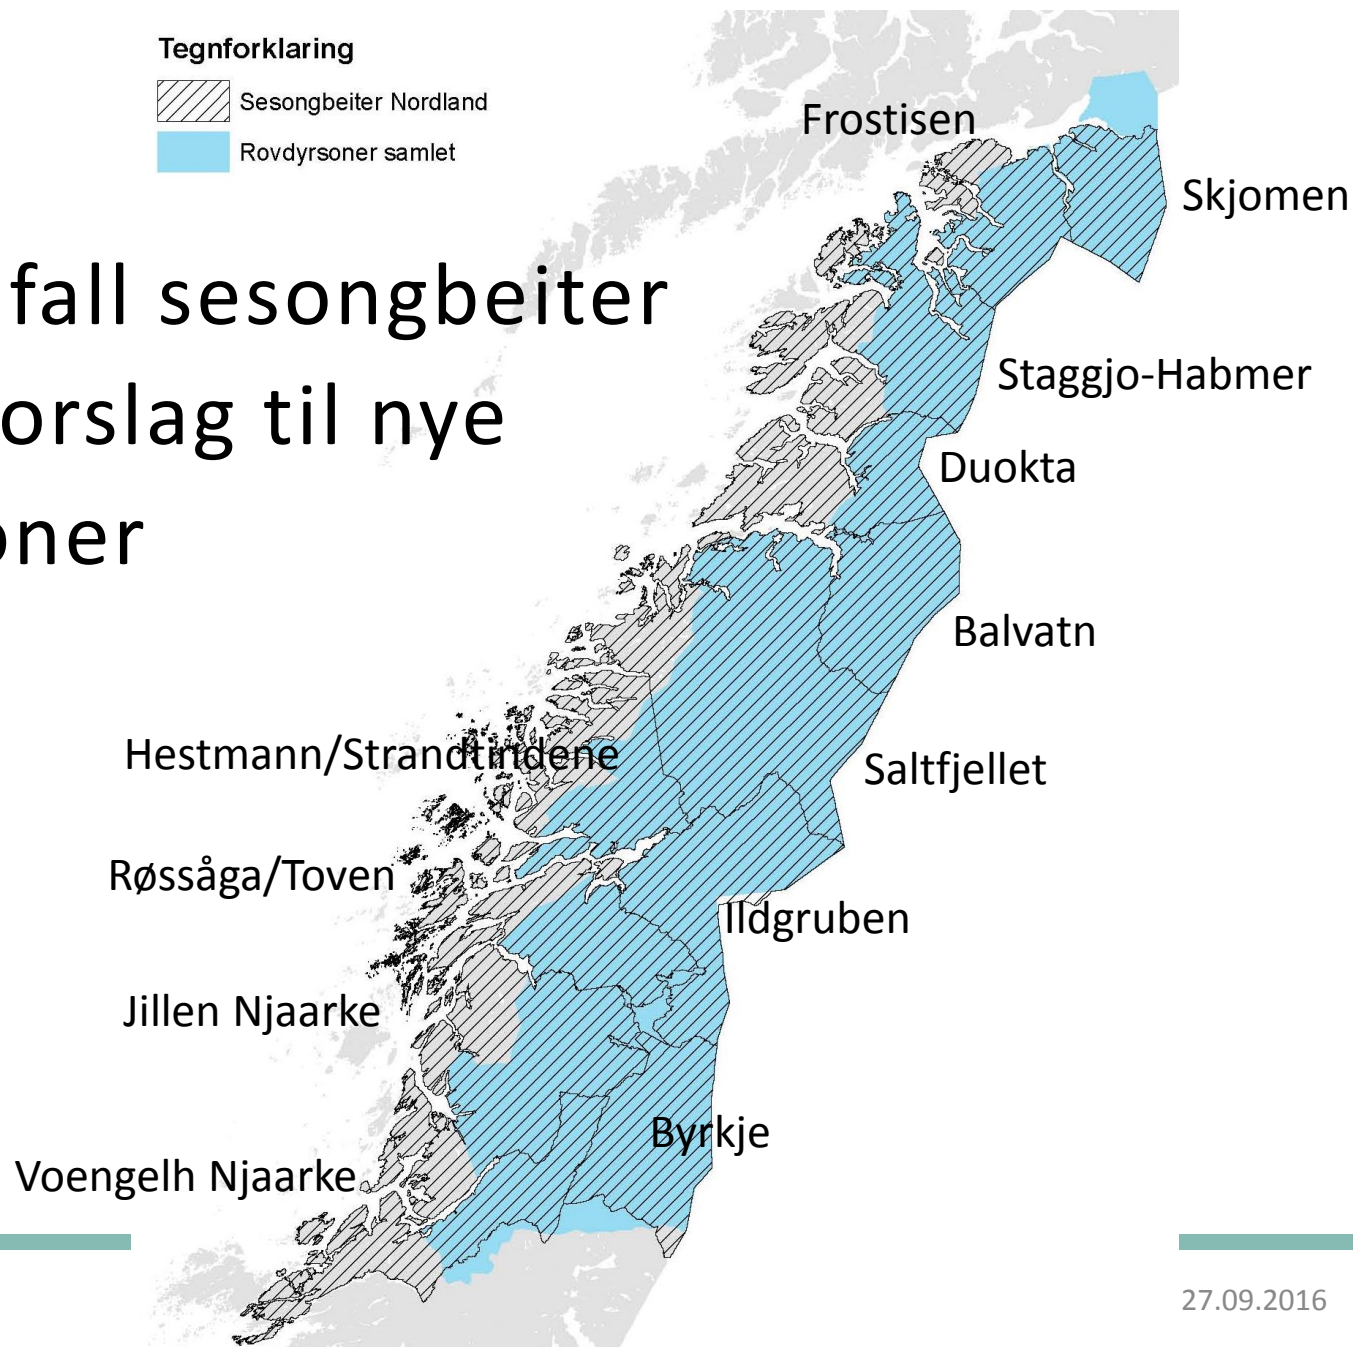 Tegnforklaring
Sesongbeiter Nordland
Rovdyrsoner samlet
fall sesongbeiter
orslag til nye
oner
Frostisen
Skjomen
Staggjo-Habmer
Duokta
Balvatn
Hestmann/Strandtindene
Saltfjellet
Røssåga/Toven
Ildgruben
Jillen Njaarke
Byrkje
Voengelh Njaarke
27.09.2016